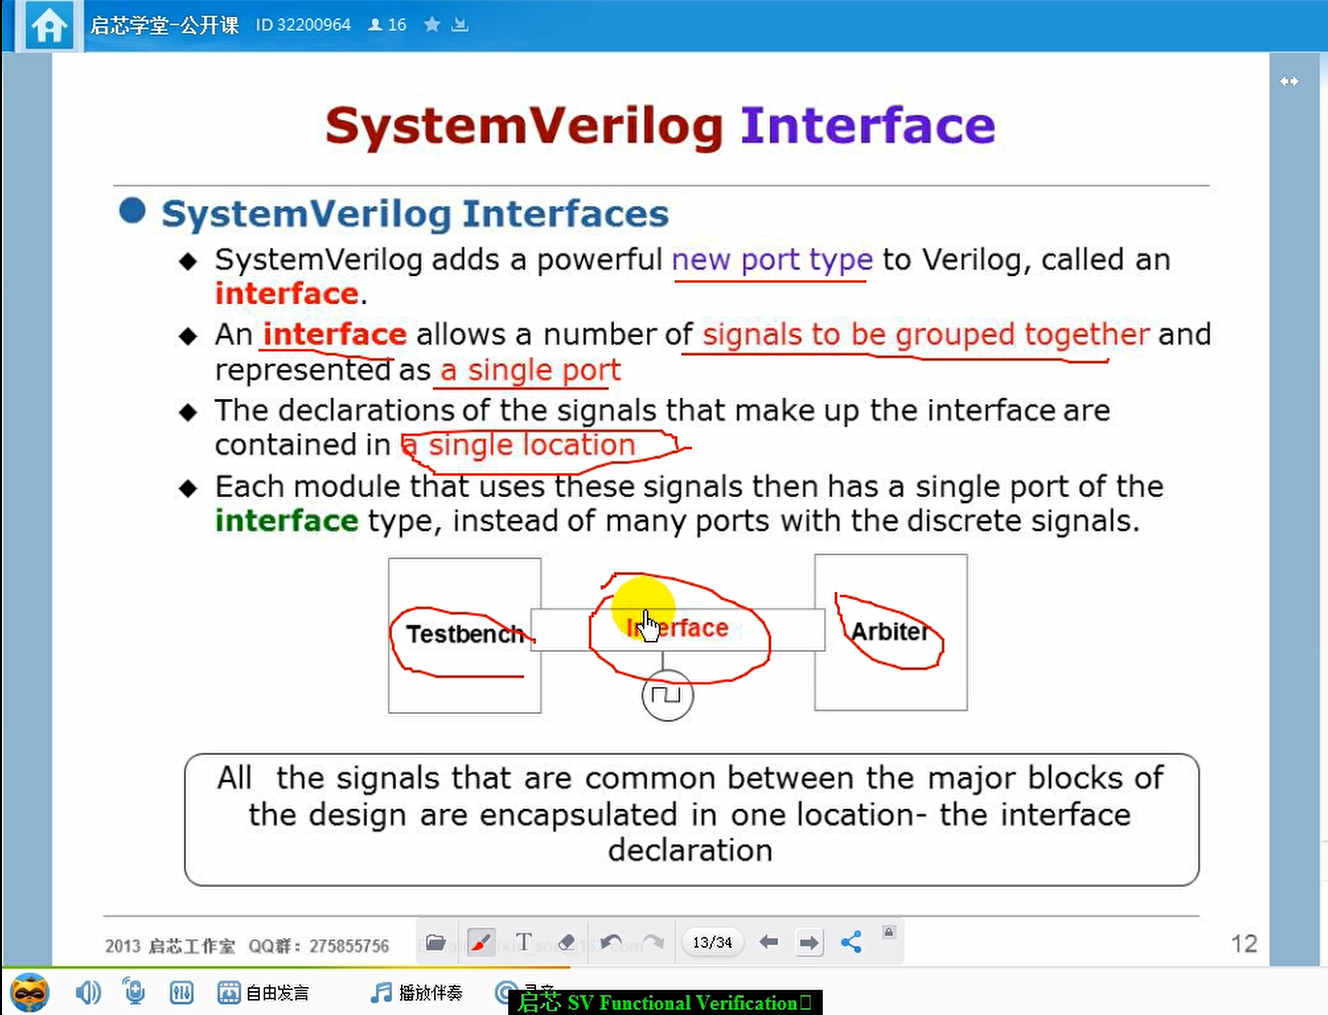 启芯学堂-公开课 ID 32200964 16
SystemVerilog Interface
SystemVerilog Interfaces
SystemVerilog adds a powerful new port type to Verilog, called an
interface.
An interface allows a number of signals to be grouped together and
represented as a single port
The declarations of the signals that make up the interface are
contained in a single location
Each module that uses these signals then has a single port of the
interface type, instead of many ports with the discrete signals.
Testbench
Interface
Arbiter
All the signals that are common between the major blocks of
the design are encapsulated in one location- the interface
declaration
2013 启芯工作室 QQ群：275855756
T
13/34
12
自由发言
播放伴奏
启芯 SV Functional Verification